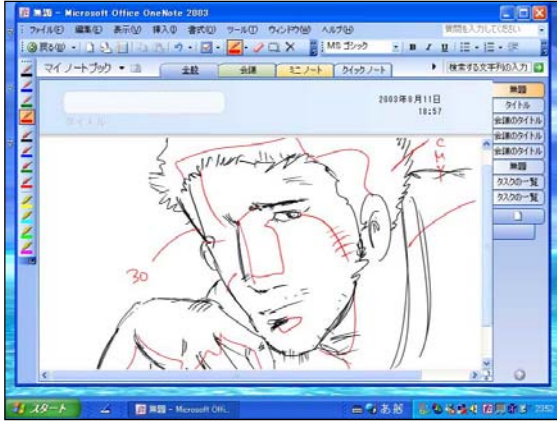 無題 - Microsoft Office OneNote 2003
ファイル(F) 編集(E) 表示(V) 挿入(I) 書式(O) ツール(T) ウィンドウ(W) ヘルプ(H)
質問を入力してください
戻る(B)
MS ゴシック
B I U
マイ ノートブック
全般
会議
ミニ ノート
クイック ノート
検索する文字列の入力
2003年8月11日
18:57
タイトル
無題
タイトル
会議のタイトル
会議のタイトル
無題
タスクの一覧
タスクの一覧
C
M
Y
30
スタート
無題 - Microsoft Offi...
あ 般
23:52